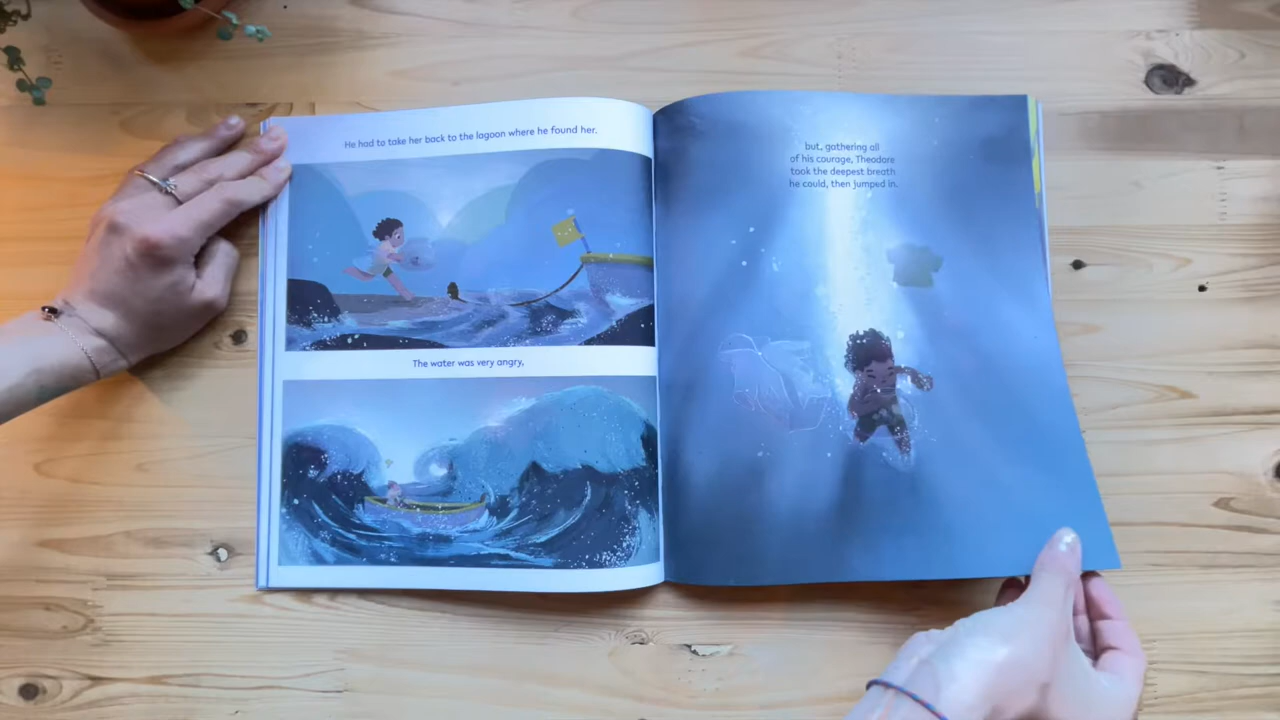 He had to take her back to the lagoon where he found her.
The water was very angry,
but, gathering all
of his courage, Theodore
took the deepest breath
he could, then jumped in.